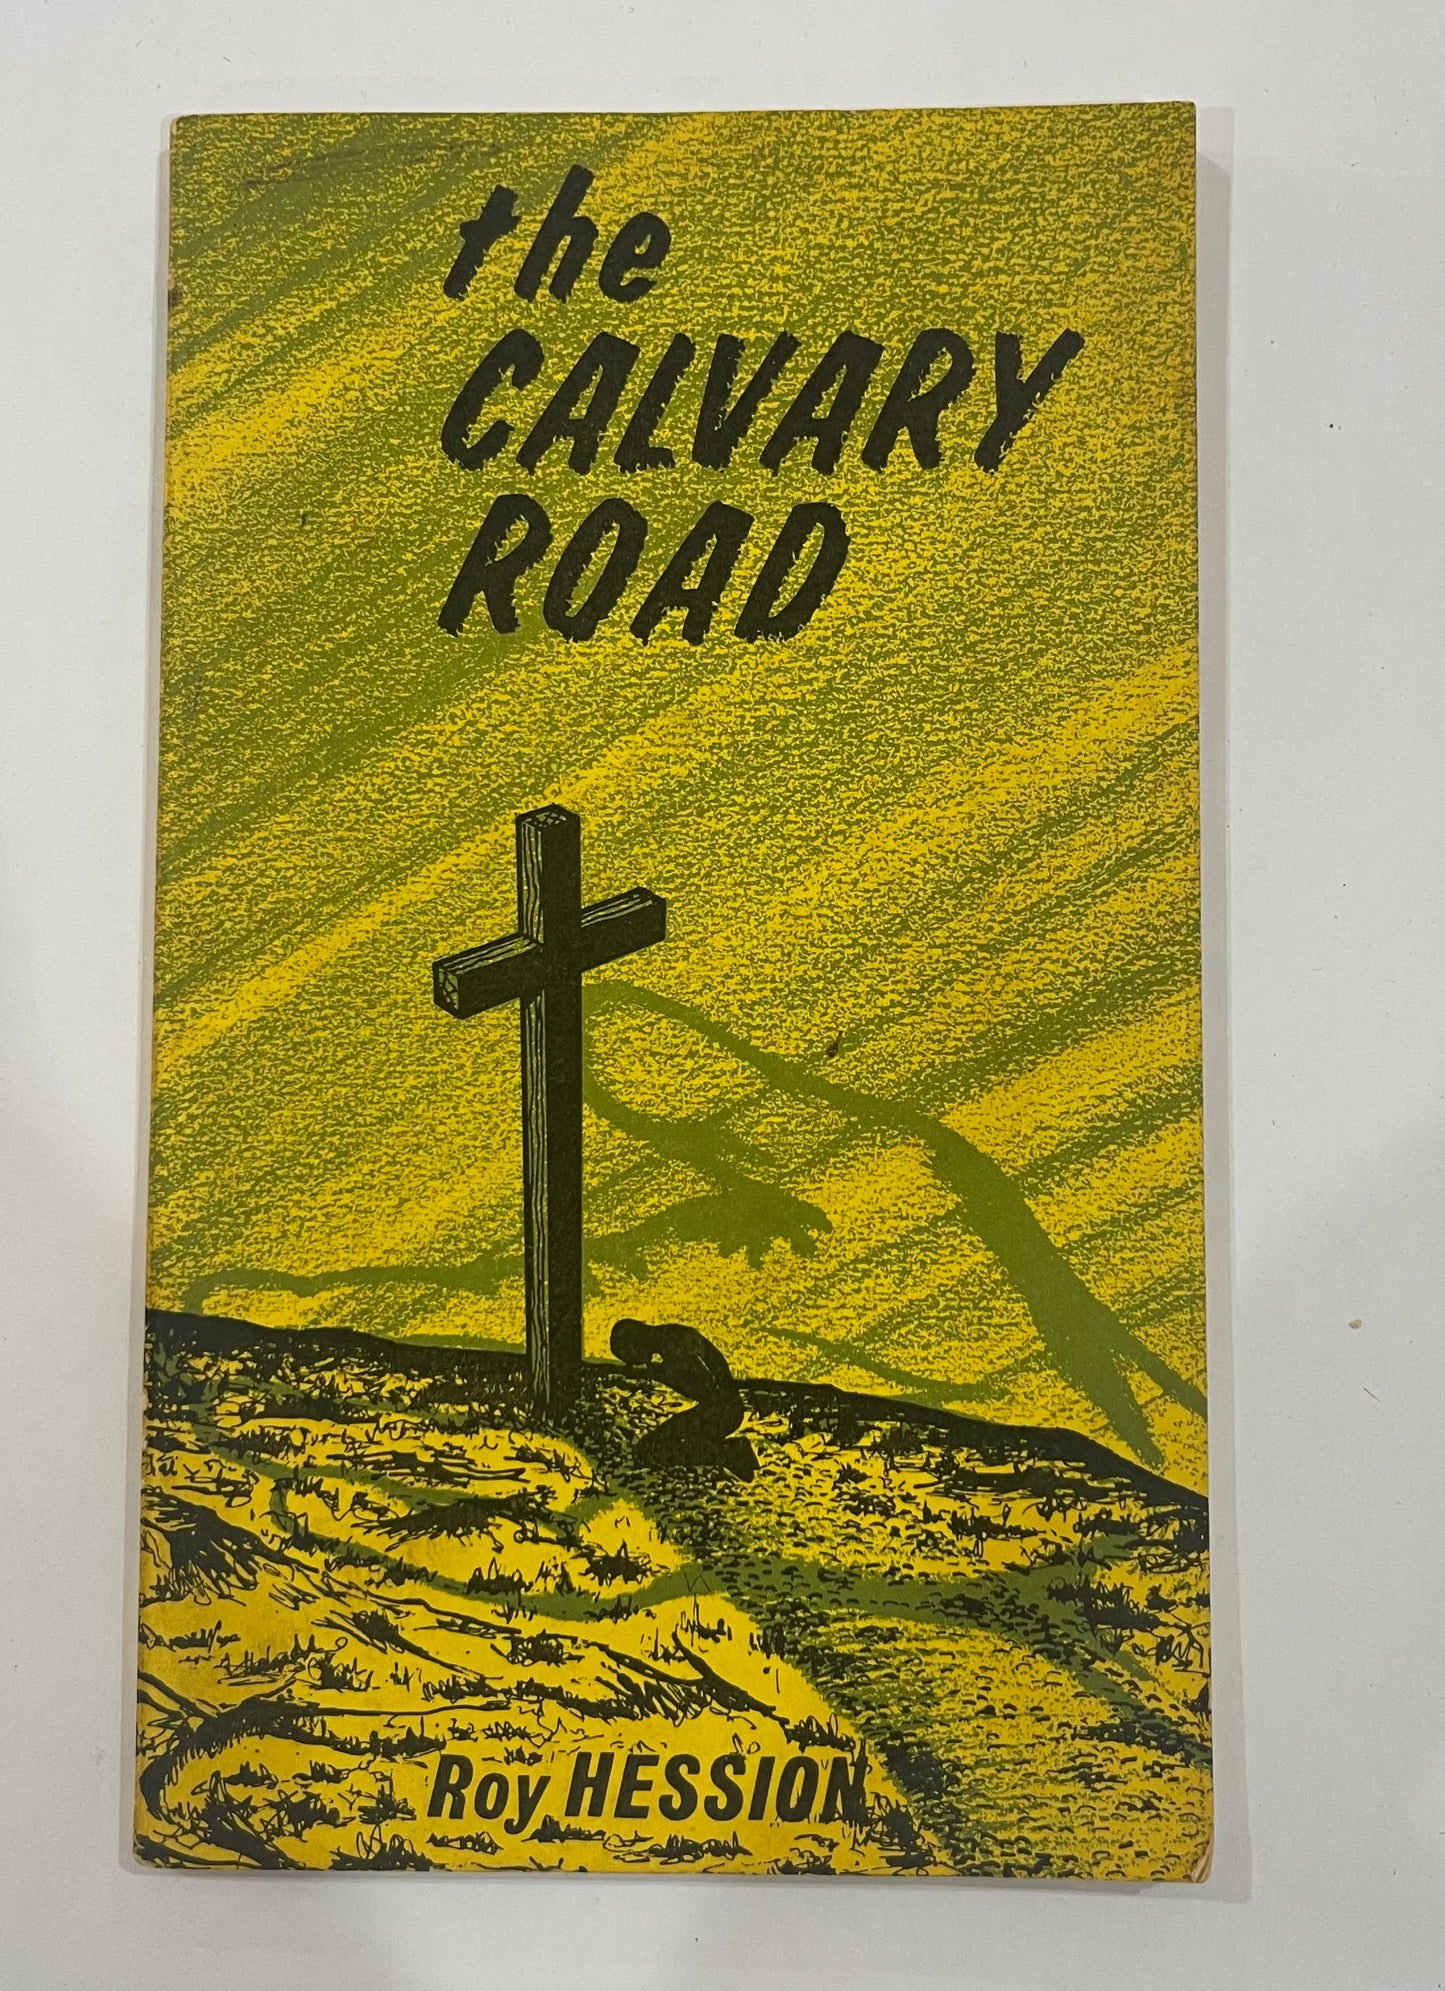 the
CALVARY
ROAD
Roy HESSION